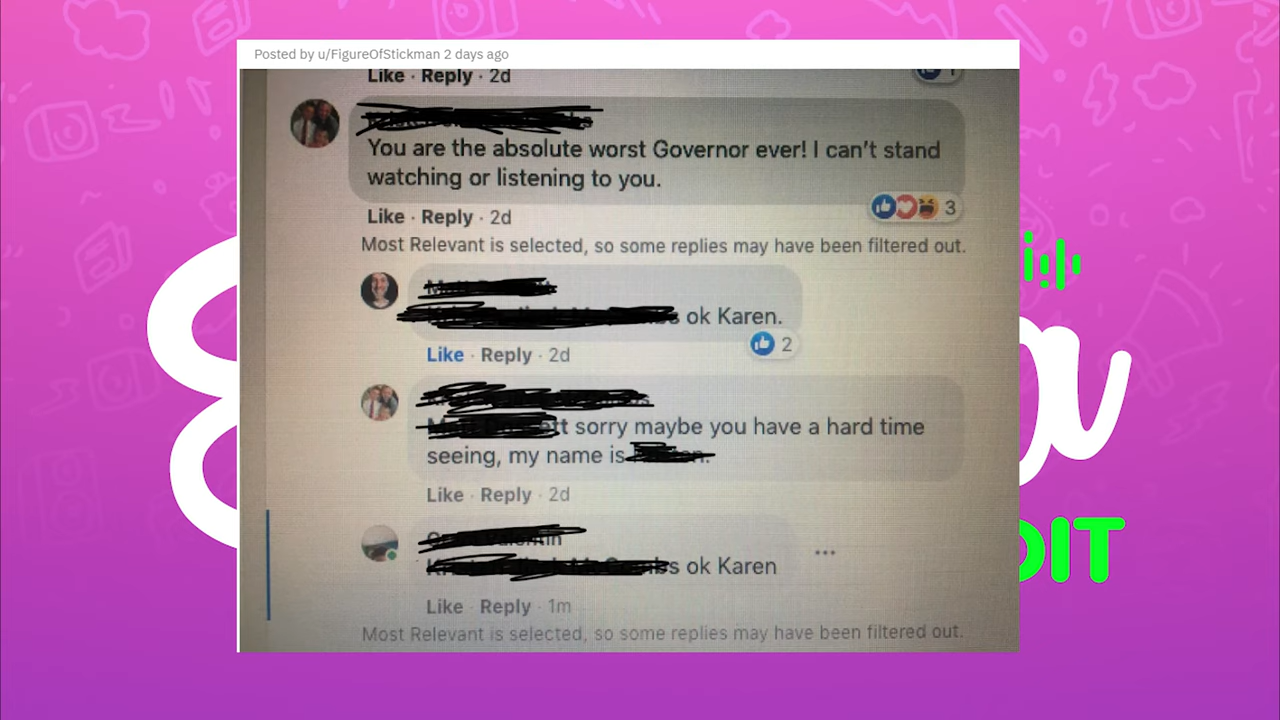 Posted by u/FigureOfStickman 2 days ago
Like · Reply · 2d
You are the absolute worst Governor ever! I can't stand
watching or listening to you.
Like · Reply · 2d
3
Most Relevant is selected, so some replies may have been filtered out.
ok Karen.
2
Like · Reply · 2d
sorry maybe you have a hard time
seeing, my name is
Like · Reply · 2d
ok Karen
Like · Reply · 1m
Most Relevant is selected, so some replies may have been filtered out.
DIT